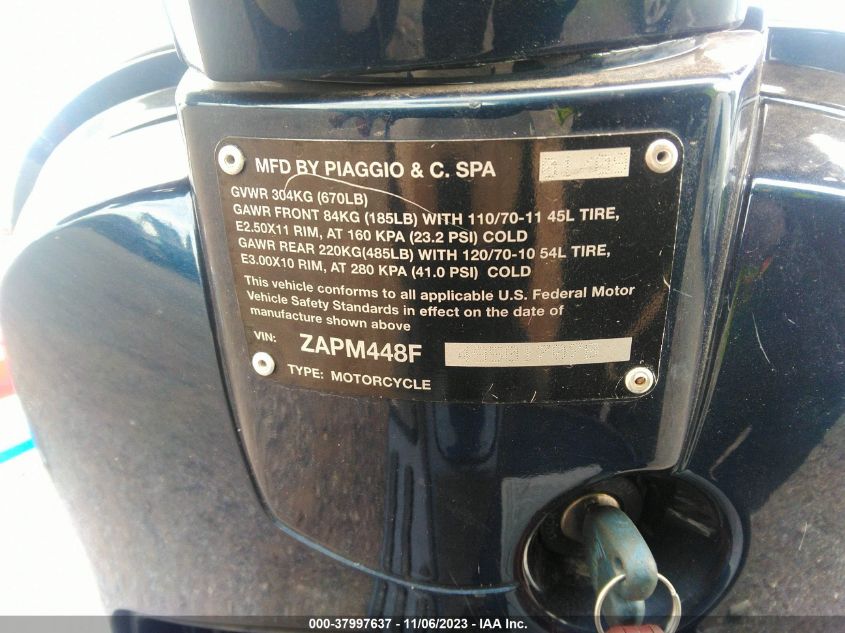 MFD BY PIAGGIO & C. SPA
GVWR 304KG (670LB)
GAWR FRONT 84KG (185LB) WITH 110/70-11 45L TIRE,
E2.50X11 RIM, AT 160 KPA (23.2 PSI) COLD
GAWR REAR 220KG(485LB) WITH 120/70-10 54L TIRE,
E3.00X10 RIM, AT 280 KPA (41.0 PSI) COLD
This vehicle conforms to all applicable U.S. Federal Motor
Vehicle Safety Standards in effect on the date of
manufacture shown above
VIN: ZAPM448F
TYPE: MOTORCYCLE
000-37997637 - 11/06/2023 - IAA Inc.